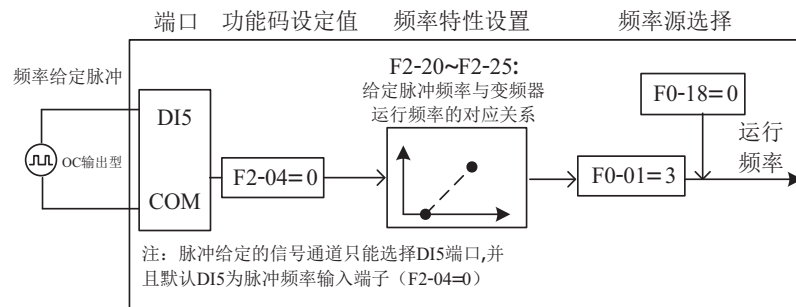 端口 功能码设定值 频率特性设置 频率源选择
频率给定脉冲
OC输出型
DI5
COM
F2-04=0
F2-20~F2-25:
给定脉冲频率与变频器
运行频率的对应关系
F0-01=3
F0-18=0
运行
频率
注：脉冲给定的信号通道只能选择DI5端口,并
且默认DI5为脉冲频率输入端子（F2-04=0）